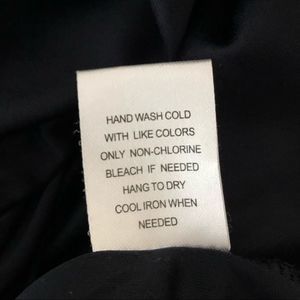 HAND WASH COLD
WITH LIKE COLORS
ONLY NON-CHLORINE
BLEACH IF NEEDED
HANG TO DRY
COOL IRON WHEN
NEEDED